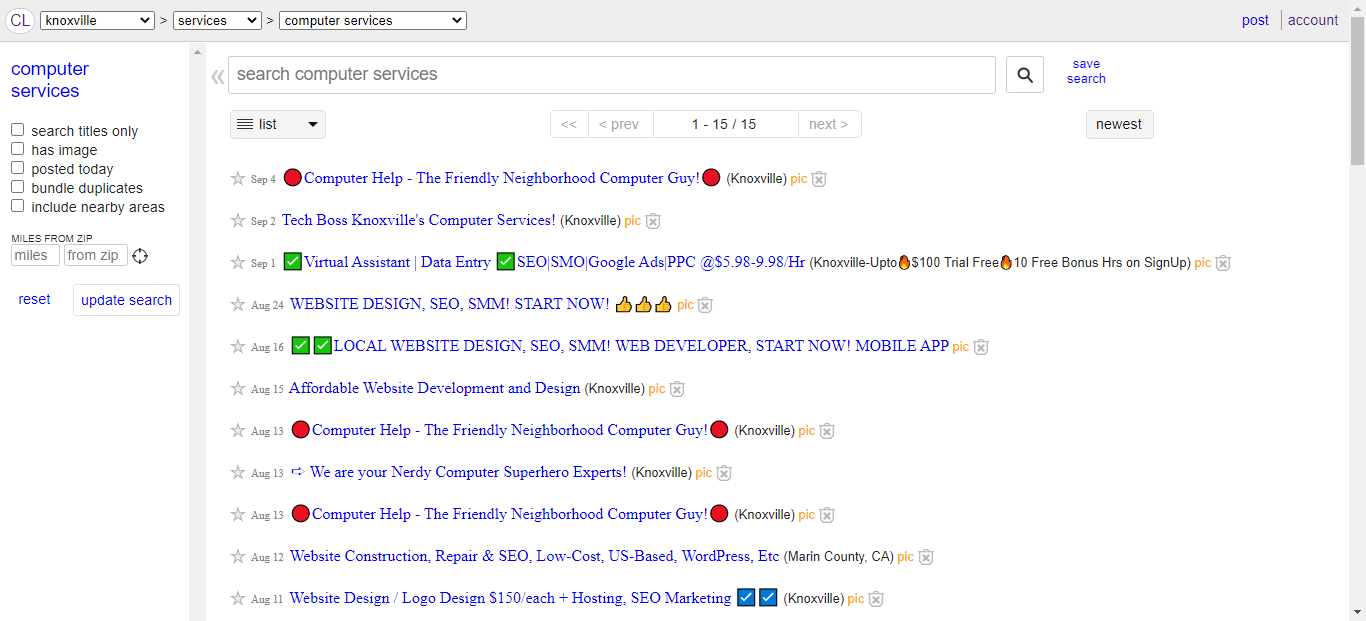 CL knoxville > services > computer services post account
computer services
search titles only
has image
posted today
bundle duplicates
include nearby areas
MILES FROM ZIP
miles from zip
reset update search
« search computer services save search
list << < prev 1 - 15 / 15 next > newest
Sep 4 🔴Computer Help - The Friendly Neighborhood Computer Guy!🔴 (Knoxville) pic
Sep 2 Tech Boss Knoxville's Computer Services! (Knoxville) pic
Sep 1 ✅Virtual Assistant | Data Entry ✅SEO|SMO|Google Ads|PPC @$5.98-9.98/Hr (Knoxville-Upto🔥$100 Trial Free🔥10 Free Bonus Hrs on SignUp) pic
Aug 24 WEBSITE DESIGN, SEO, SMM! START NOW! 👍👍👍 pic
Aug 16 ✅✅LOCAL WEBSITE DESIGN, SEO, SMM! WEB DEVELOPER, START NOW! MOBILE APP pic
Aug 15 Affordable Website Development and Design (Knoxville) pic
Aug 13 🔴Computer Help - The Friendly Neighborhood Computer Guy!🔴 (Knoxville) pic
Aug 13 ➪ We are your Nerdy Computer Superhero Experts! (Knoxville) pic
Aug 13 🔴Computer Help - The Friendly Neighborhood Computer Guy!🔴 (Knoxville) pic
Aug 12 Website Construction, Repair & SEO, Low-Cost, US-Based, WordPress, Etc (Marin County, CA) pic
Aug 11 Website Design / Logo Design $150/each + Hosting, SEO Marketing ☑️☑️ (Knoxville) pic